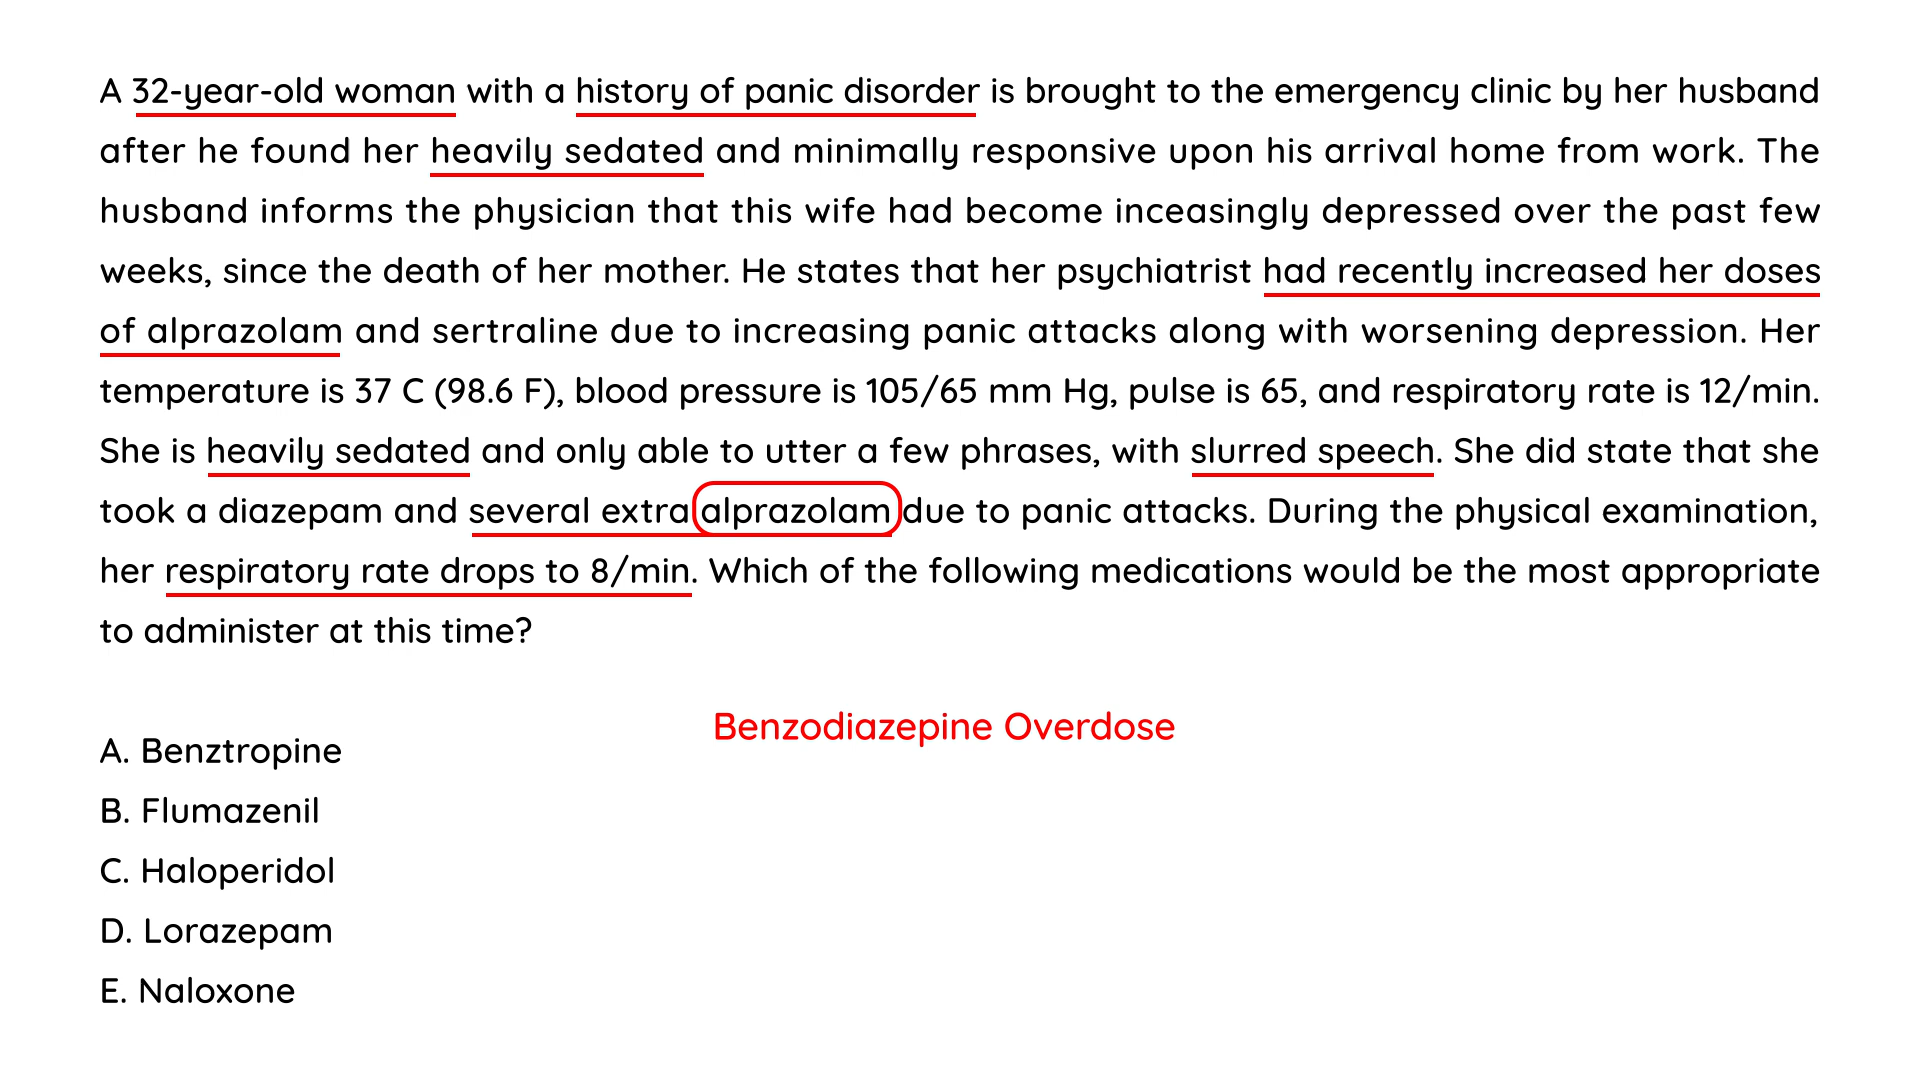 A 32-year-old woman with a history of panic disorder is brought to the emergency clinic by her husband
after he found her heavily sedated and minimally responsive upon his arrival home from work. The
husband informs the physician that this wife had become inceasingly depressed over the past few
weeks, since the death of her mother. He states that her psychiatrist had recently increased her doses
of alprazolam and sertraline due to increasing panic attacks along with worsening depression. Her
temperature is 37 C (98.6 F), blood pressure is 105/65 mm Hg, pulse is 65, and respiratory rate is 12/min.
She is heavily sedated and only able to utter a few phrases, with slurred speech. She did state that she
took a diazepam and several extra alprazolam due to panic attacks. During the physical examination,
her respiratory rate drops to 8/min. Which of the following medications would be the most appropriate
to administer at this time?
Benzodiazepine Overdose
A. Benztropine
B. Flumazenil
C. Haloperidol
D. Lorazepam
E. Naloxone